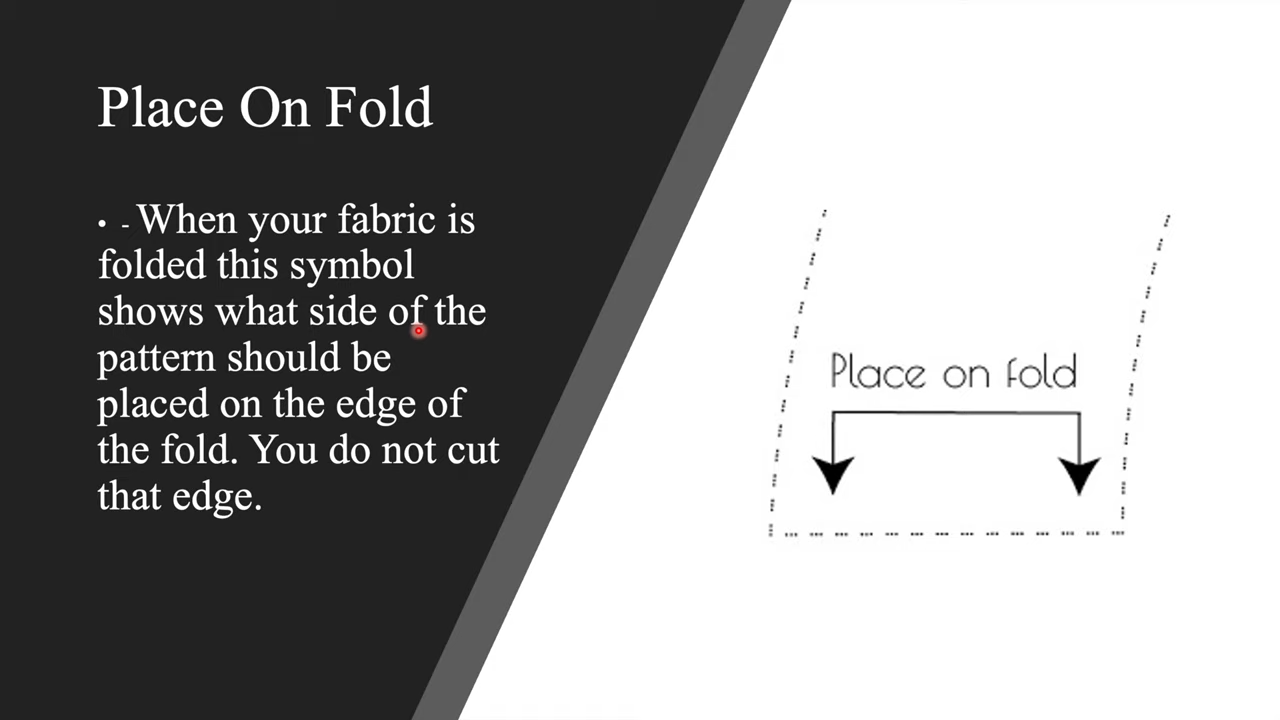 Place On Fold
• - When your fabric is
folded this symbol
shows what side of the
pattern should be
placed on the edge of
the fold. You do not cut
that edge.
Place on fold